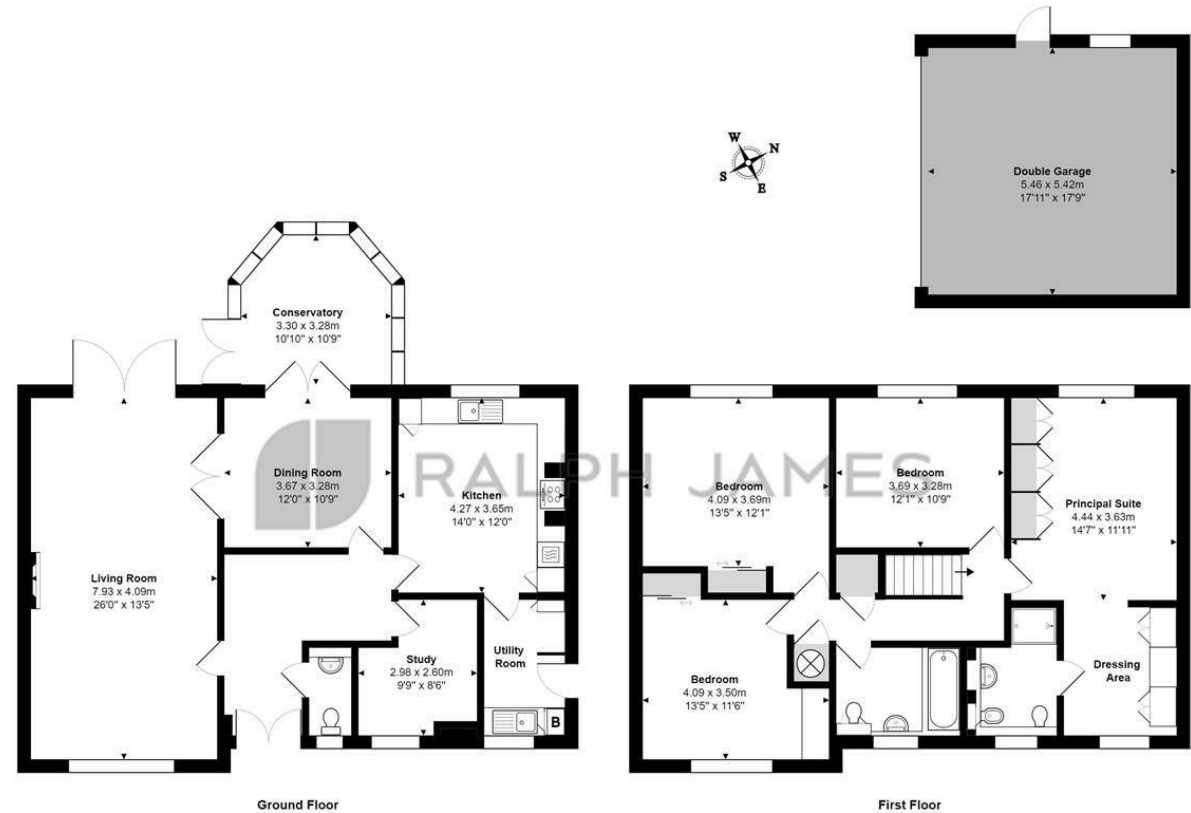 Double Garage
5.46 x 5.42m
17'11" x 17'9"
W
N
S
E
Conservatory
3.30 x 3.28m
10'10" x 10'9"
RALPH JAMES
Dining Room
3.67 x 3.28m
12'0" x 10'9"
Kitchen
4.27 x 3.65m
14'0" x 12'0"
Living Room
7.93 x 4.09m
26'0" x 13'5"
Study
2.98 x 2.60m
9'9" x 8'6"
Utility
Room
B
Ground Floor
Bedroom
4.09 x 3.69m
13'5" x 12'1"
Bedroom
3.69 x 3.28m
12'1" x 10'9"
Principal Suite
4.44 x 3.63m
14'7" x 11'11"
Bedroom
4.09 x 3.50m
13'5" x 11'6"
Dressing
Area
First Floor